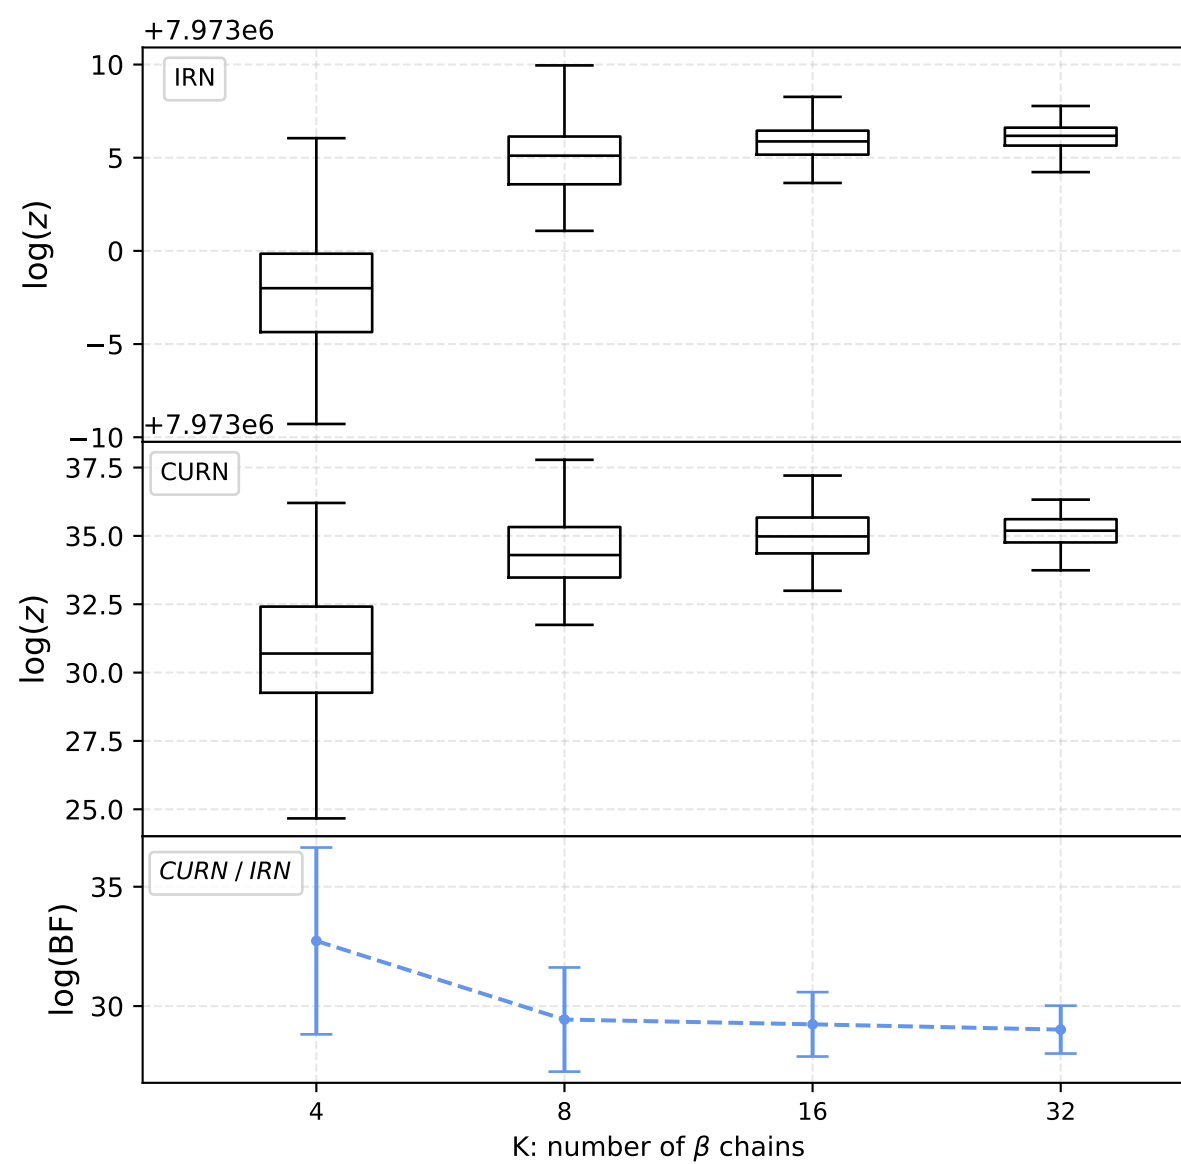 +7.973e6
IRN
10
5
0
−5
−10
log(z)
+7.973e6
CURN
37.5
35.0
32.5
30.0
27.5
25.0
log(z)
CURN / IRN
35
30
log(BF)
4 8 16 32
K: number of β chains